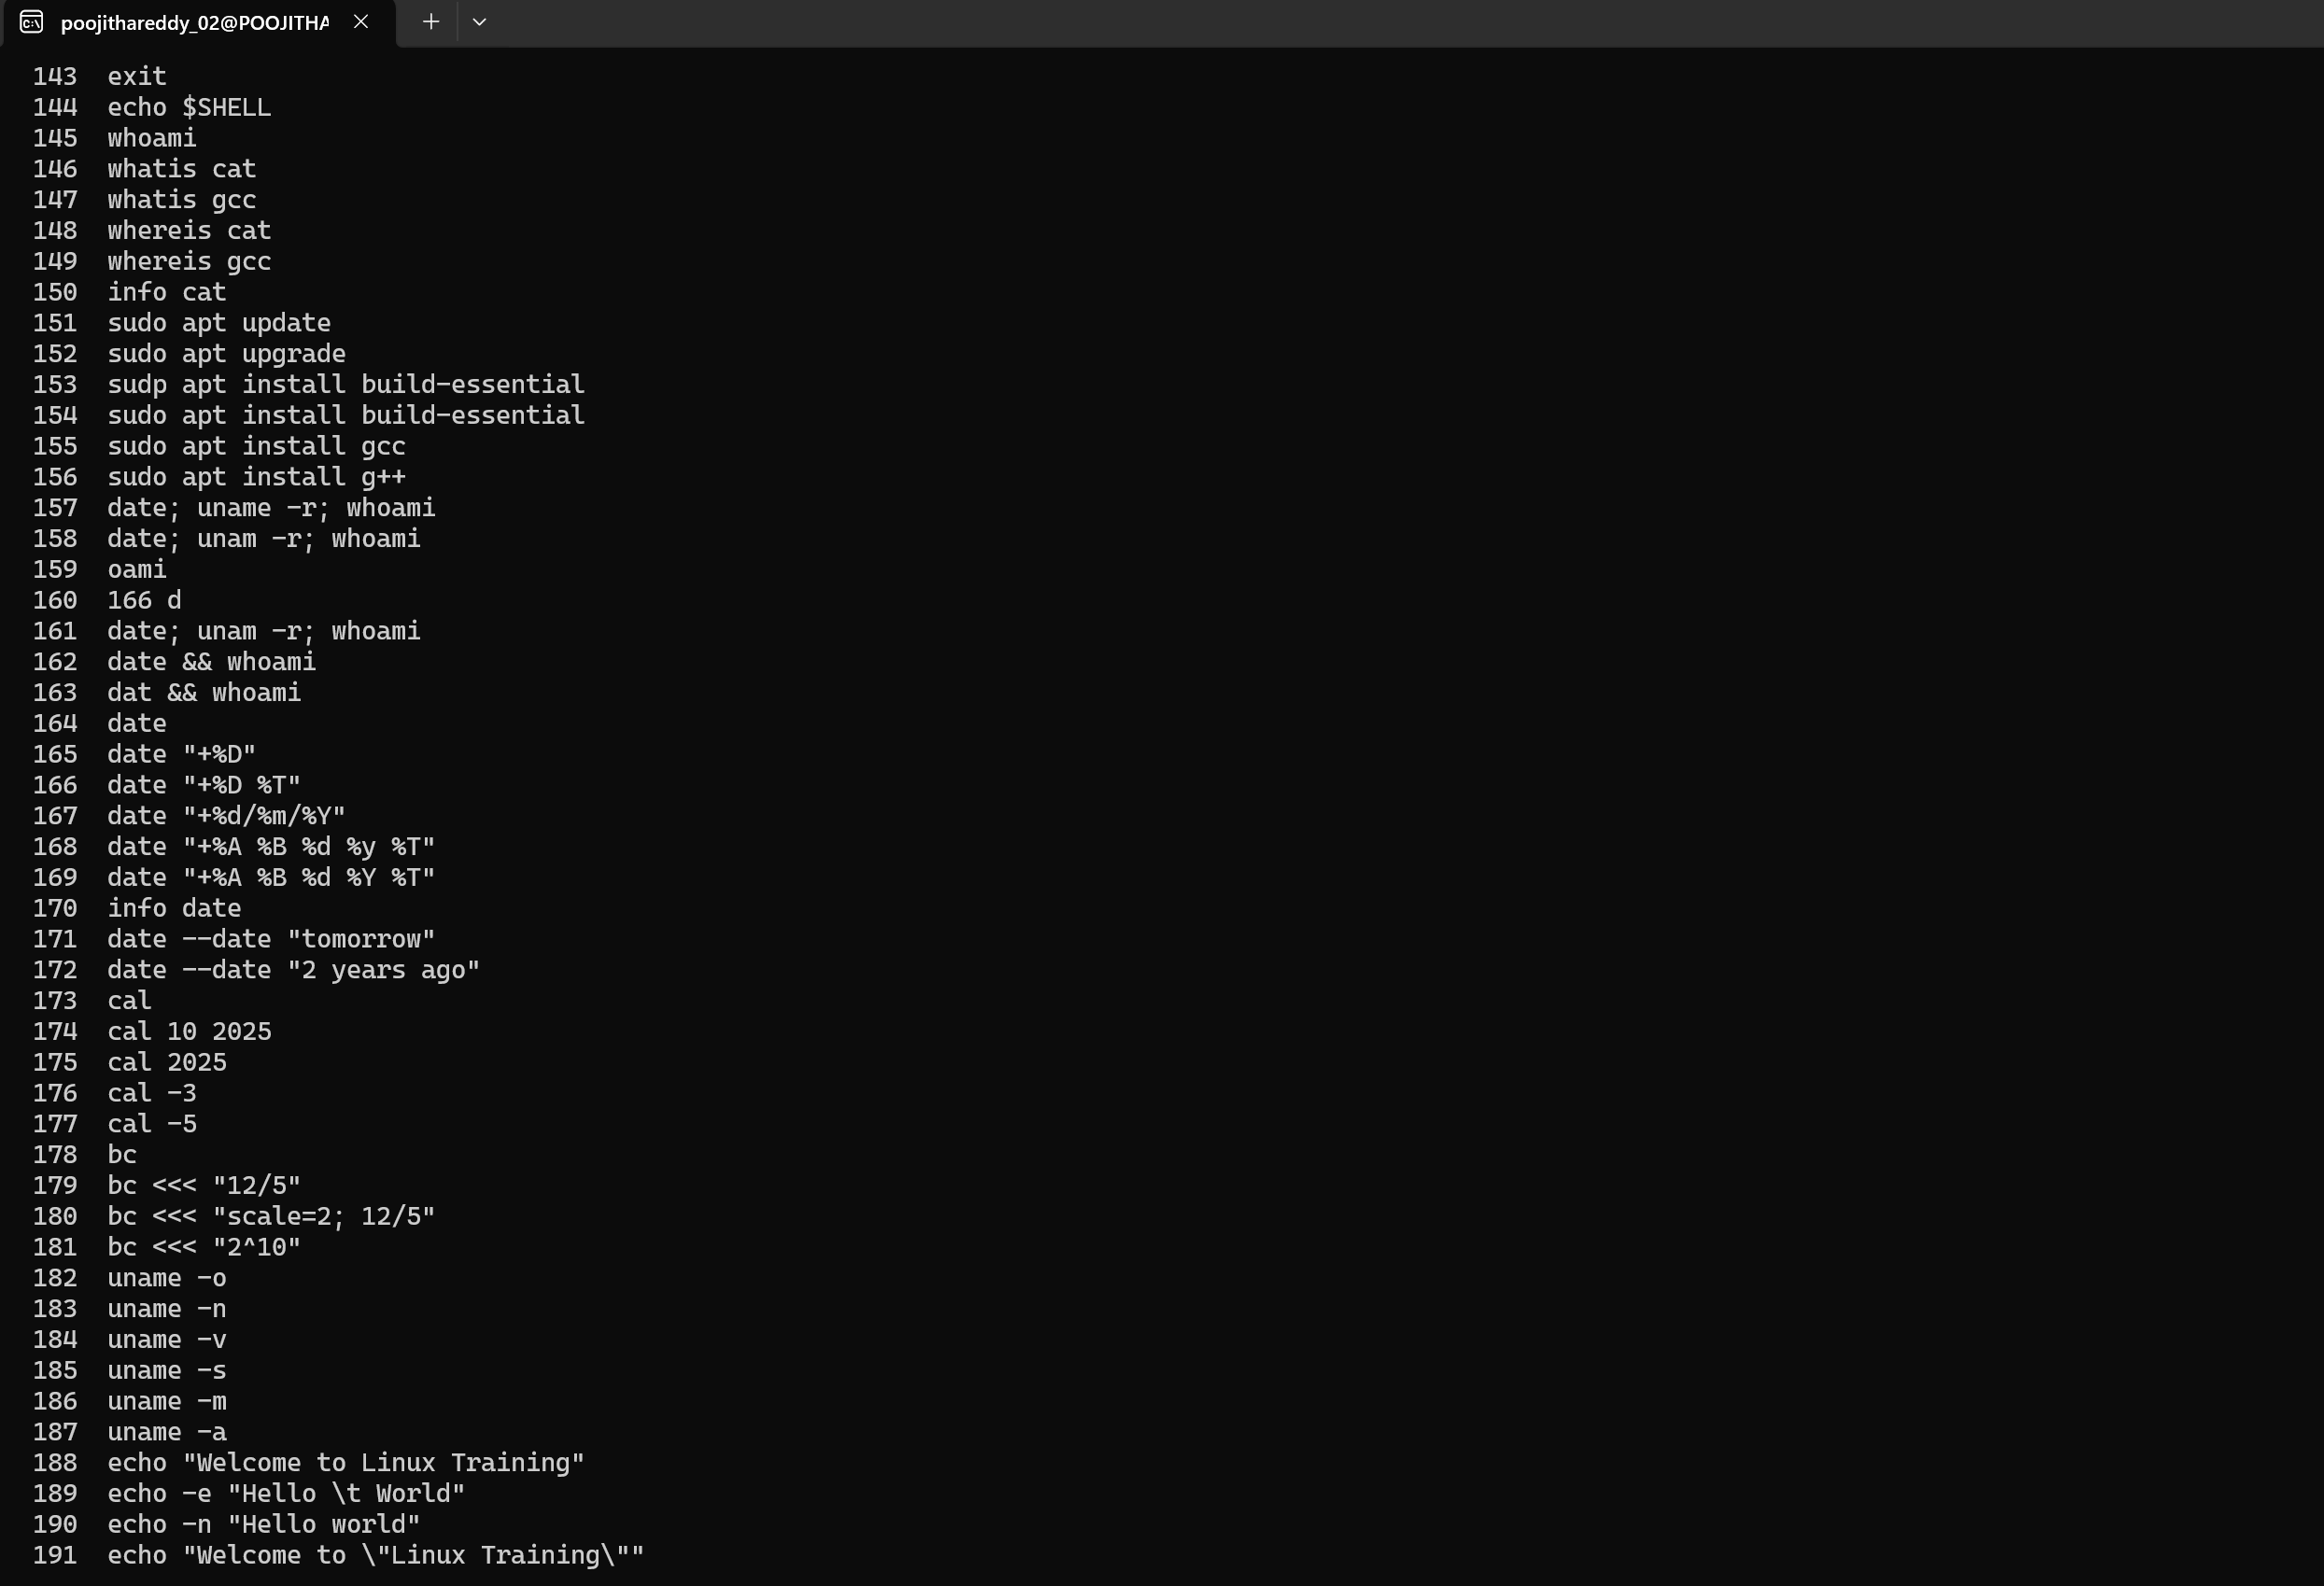 poojithareddy_02@POOJITHA
143 exit
144 echo $SHELL
145 whoami
146 whatis cat
147 whatis gcc
148 whereis cat
149 whereis gcc
150 info cat
151 sudo apt update
152 sudo apt upgrade
153 sudp apt install build-essential
154 sudo apt install build-essential
155 sudo apt install gcc
156 sudo apt install g++
157 date; uname -r; whoami
158 date; unam -r; whoami
159 oami
160 166 d
161 date; unam -r; whoami
162 date && whoami
163 dat && whoami
164 date
165 date "+%D"
166 date "+%D %T"
167 date "+%d/%m/%Y"
168 date "+%A %B %d %y %T"
169 date "+%A %B %d %Y %T"
170 info date
171 date --date "tomorrow"
172 date --date "2 years ago"
173 cal
174 cal 10 2025
175 cal 2025
176 cal -3
177 cal -5
178 bc
179 bc <<< "12/5"
180 bc <<< "scale=2; 12/5"
181 bc <<< "2^10"
182 uname -o
183 uname -n
184 uname -v
185 uname -s
186 uname -m
187 uname -a
188 echo "Welcome to Linux Training"
189 echo -e "Hello \t World"
190 echo -n "Hello world"
191 echo "Welcome to \"Linux Training\""